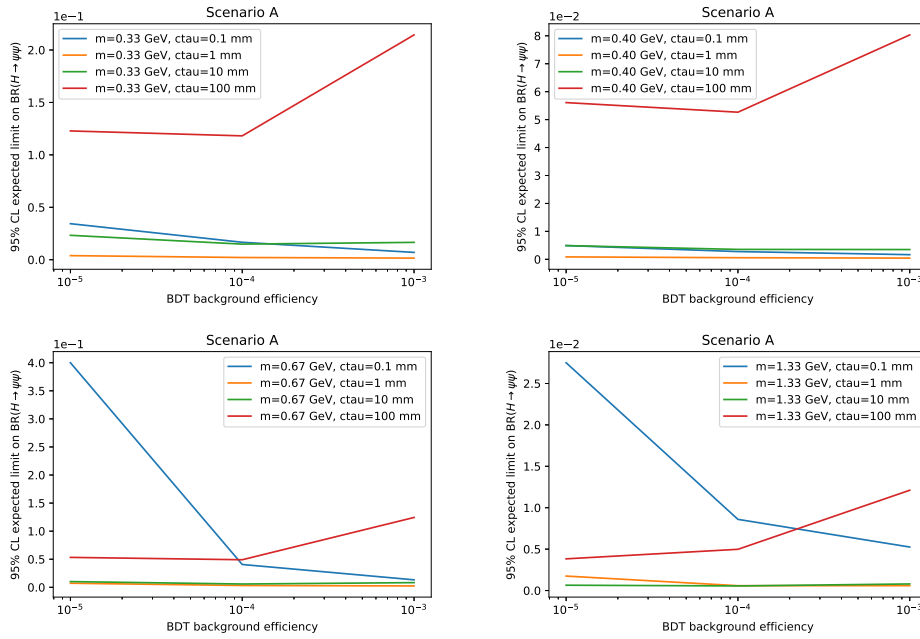 Scenario A
1e−1
m=0.33 GeV, ctau=0.1 mm
m=0.33 GeV, ctau=1 mm
m=0.33 GeV, ctau=10 mm
m=0.33 GeV, ctau=100 mm
95% CL expected limit on BR(H → ψψ)
2.0
1.5
1.0
0.5
0.0
10⁻⁵
10⁻⁴
10⁻³
BDT background efficiency
Scenario A
1e−2
m=0.40 GeV, ctau=0.1 mm
m=0.40 GeV, ctau=1 mm
m=0.40 GeV, ctau=10 mm
m=0.40 GeV, ctau=100 mm
95% CL expected limit on BR(H → ψψ)
8
6
4
2
0
10⁻⁵
10⁻⁴
10⁻³
BDT background efficiency
Scenario A
1e−1
m=0.67 GeV, ctau=0.1 mm
m=0.67 GeV, ctau=1 mm
m=0.67 GeV, ctau=10 mm
m=0.67 GeV, ctau=100 mm
95% CL expected limit on BR(H → ψψ)
4.0
3.5
3.0
2.5
2.0
1.5
1.0
0.5
0.0
10⁻⁵
10⁻⁴
10⁻³
BDT background efficiency
Scenario A
1e−2
m=1.33 GeV, ctau=0.1 mm
m=1.33 GeV, ctau=1 mm
m=1.33 GeV, ctau=10 mm
m=1.33 GeV, ctau=100 mm
95% CL expected limit on BR(H → ψψ)
2.5
2.0
1.5
1.0
0.5
0.0
10⁻⁵
10⁻⁴
10⁻³
BDT background efficiency